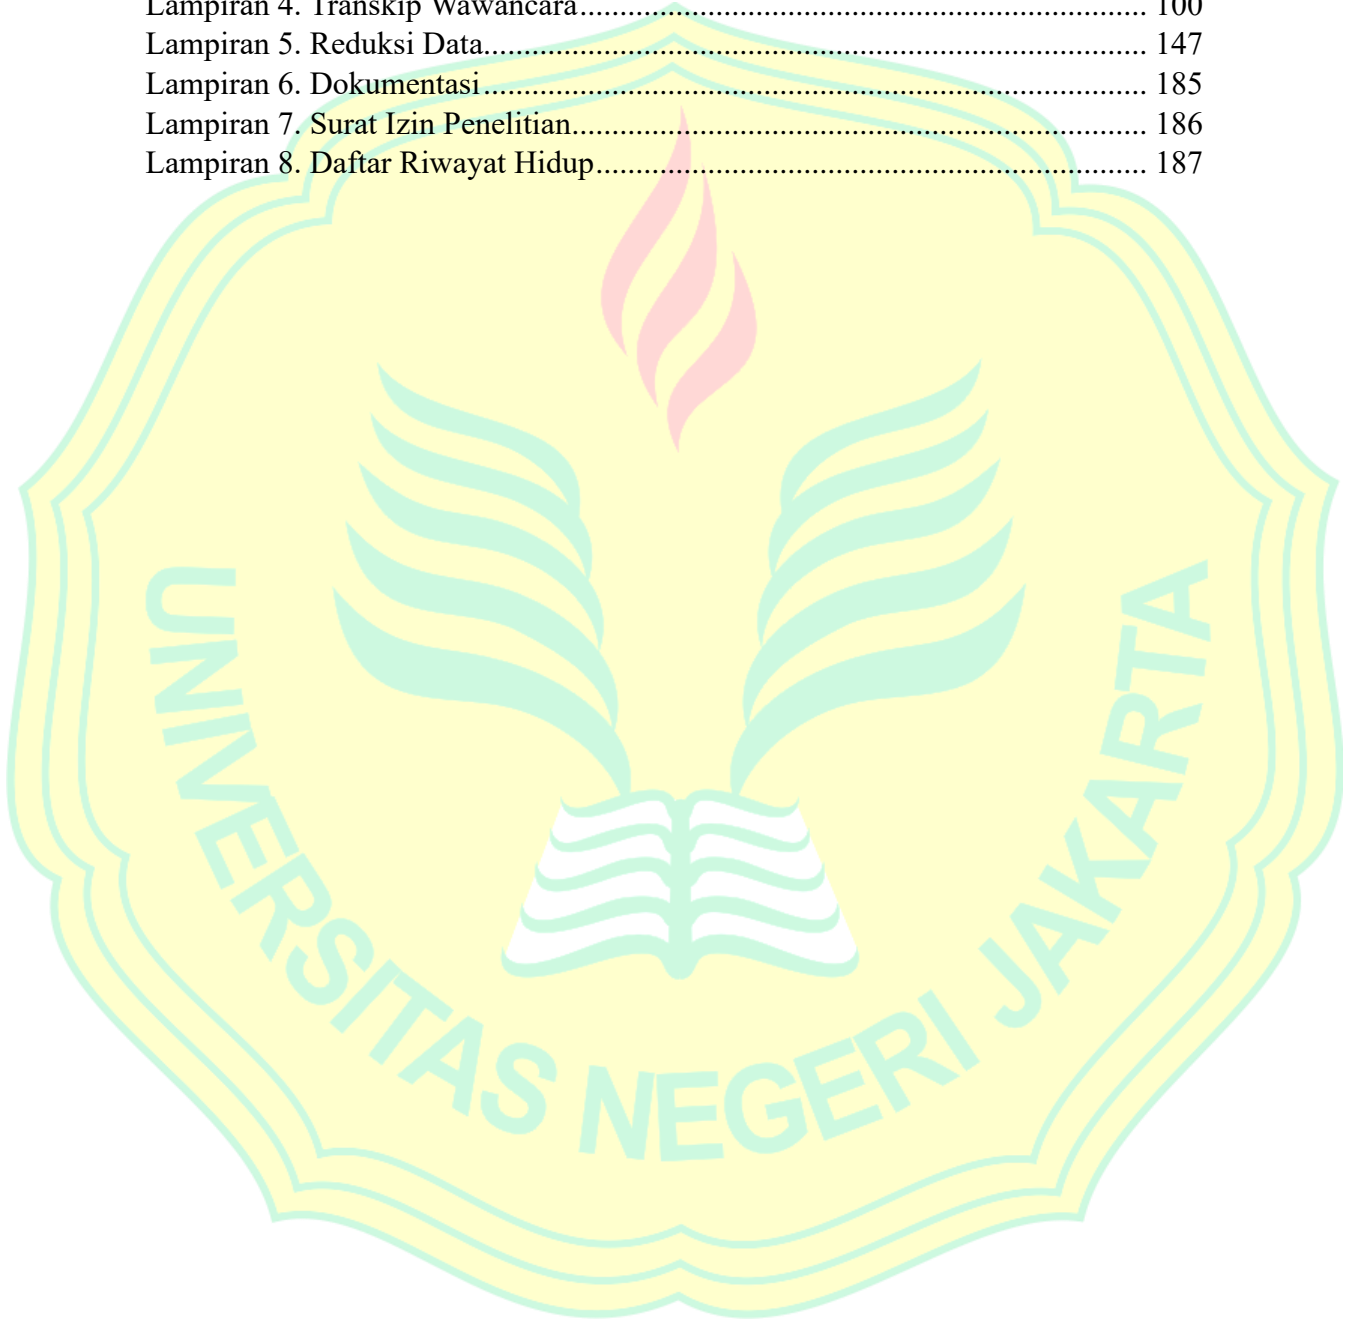 Lampiran 4. Transkip Wawancara....................................................................... 100
Lampiran 5. Reduksi Data................................................................................... 147
Lampiran 6. Dokumentasi................................................................................... 185
Lampiran 7. Surat Izin Penelitian........................................................................ 186
Lampiran 8. Daftar Riwayat Hidup..................................................................... 187
UNIVERSITAS NEGERI JAKARTA